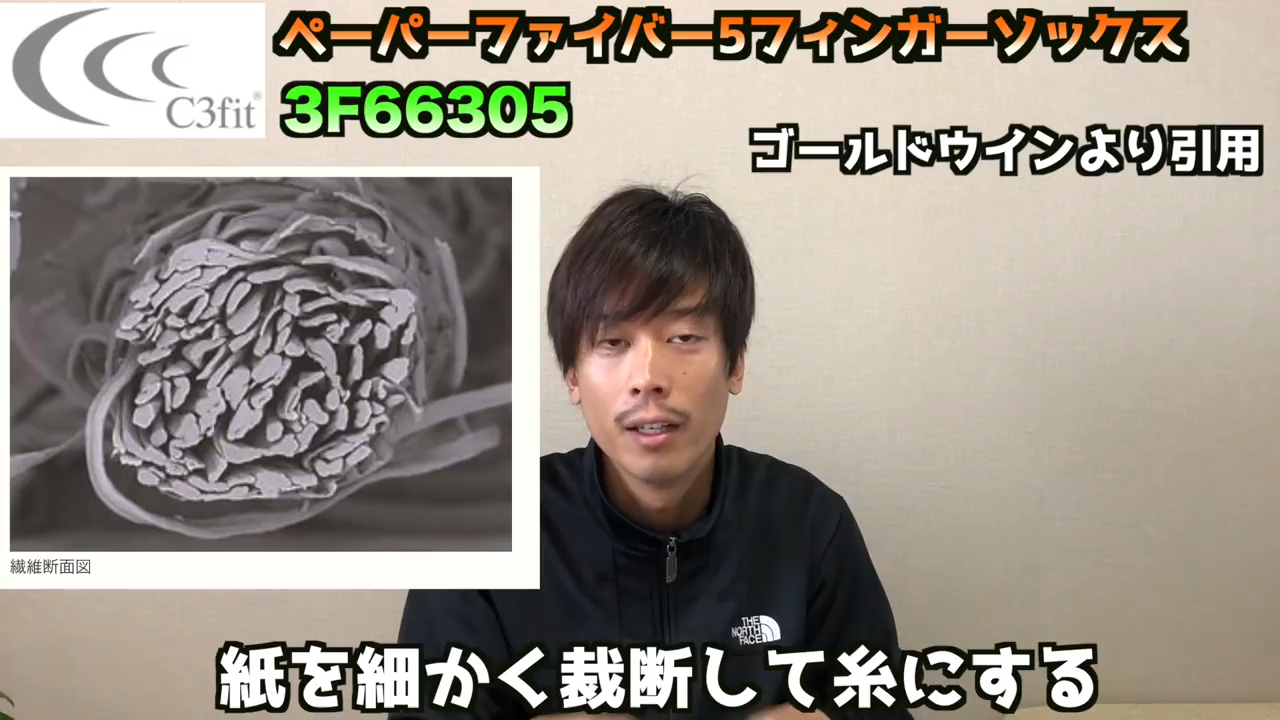 C3fit®
ペーパーファイバー5フィンガーソックス
3F66305
ゴールドウインより引用
繊維断面図
THE
NORTH
FACE
紙を細かく裁断して糸にする